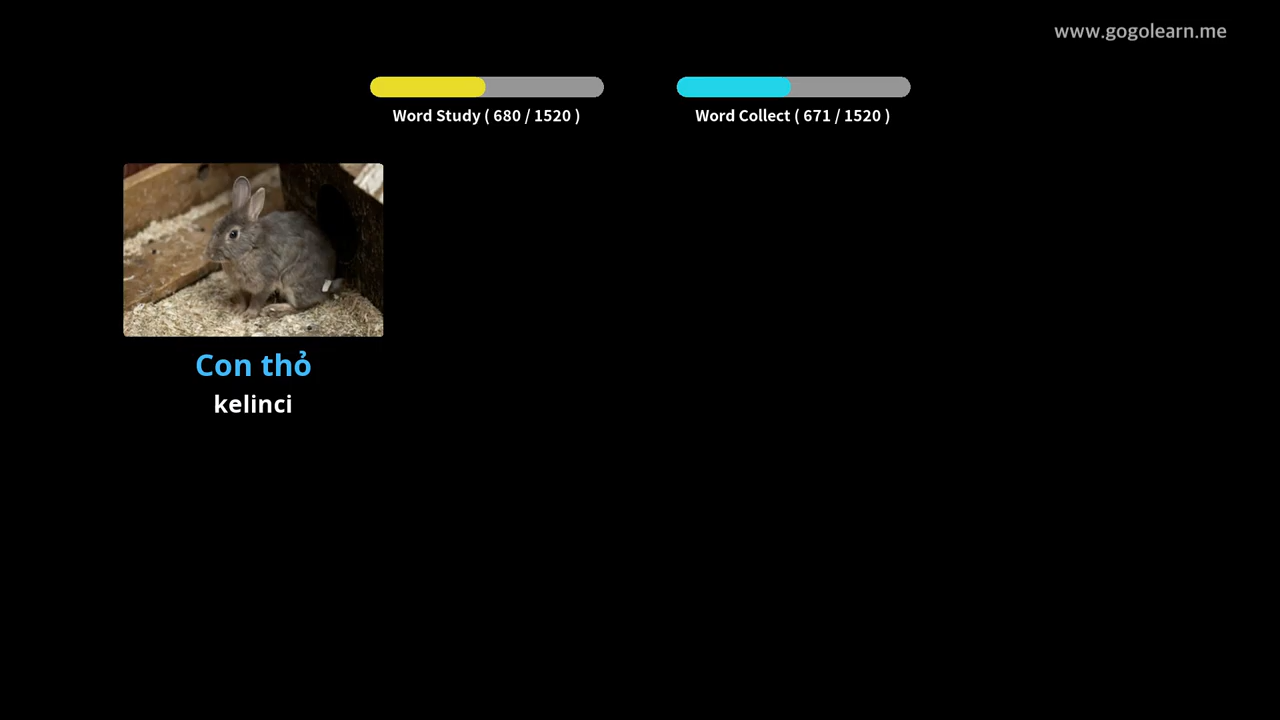 www.gogolearn.me
Word Study ( 680 / 1520 )
Word Collect ( 671 / 1520 )
Con thỏ
kelinci